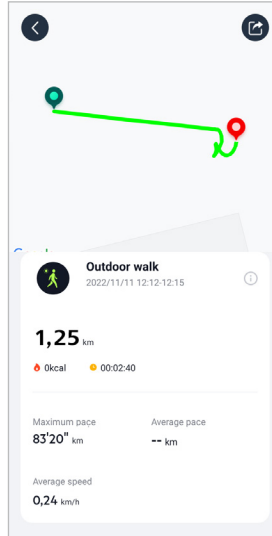 Outdoor walk
2022/11/11 12:12-12:15
1,25 km
0kcal 00:02:40
Maximum pace Average pace
83'20" km -- km
Average speed
0,24 km/h